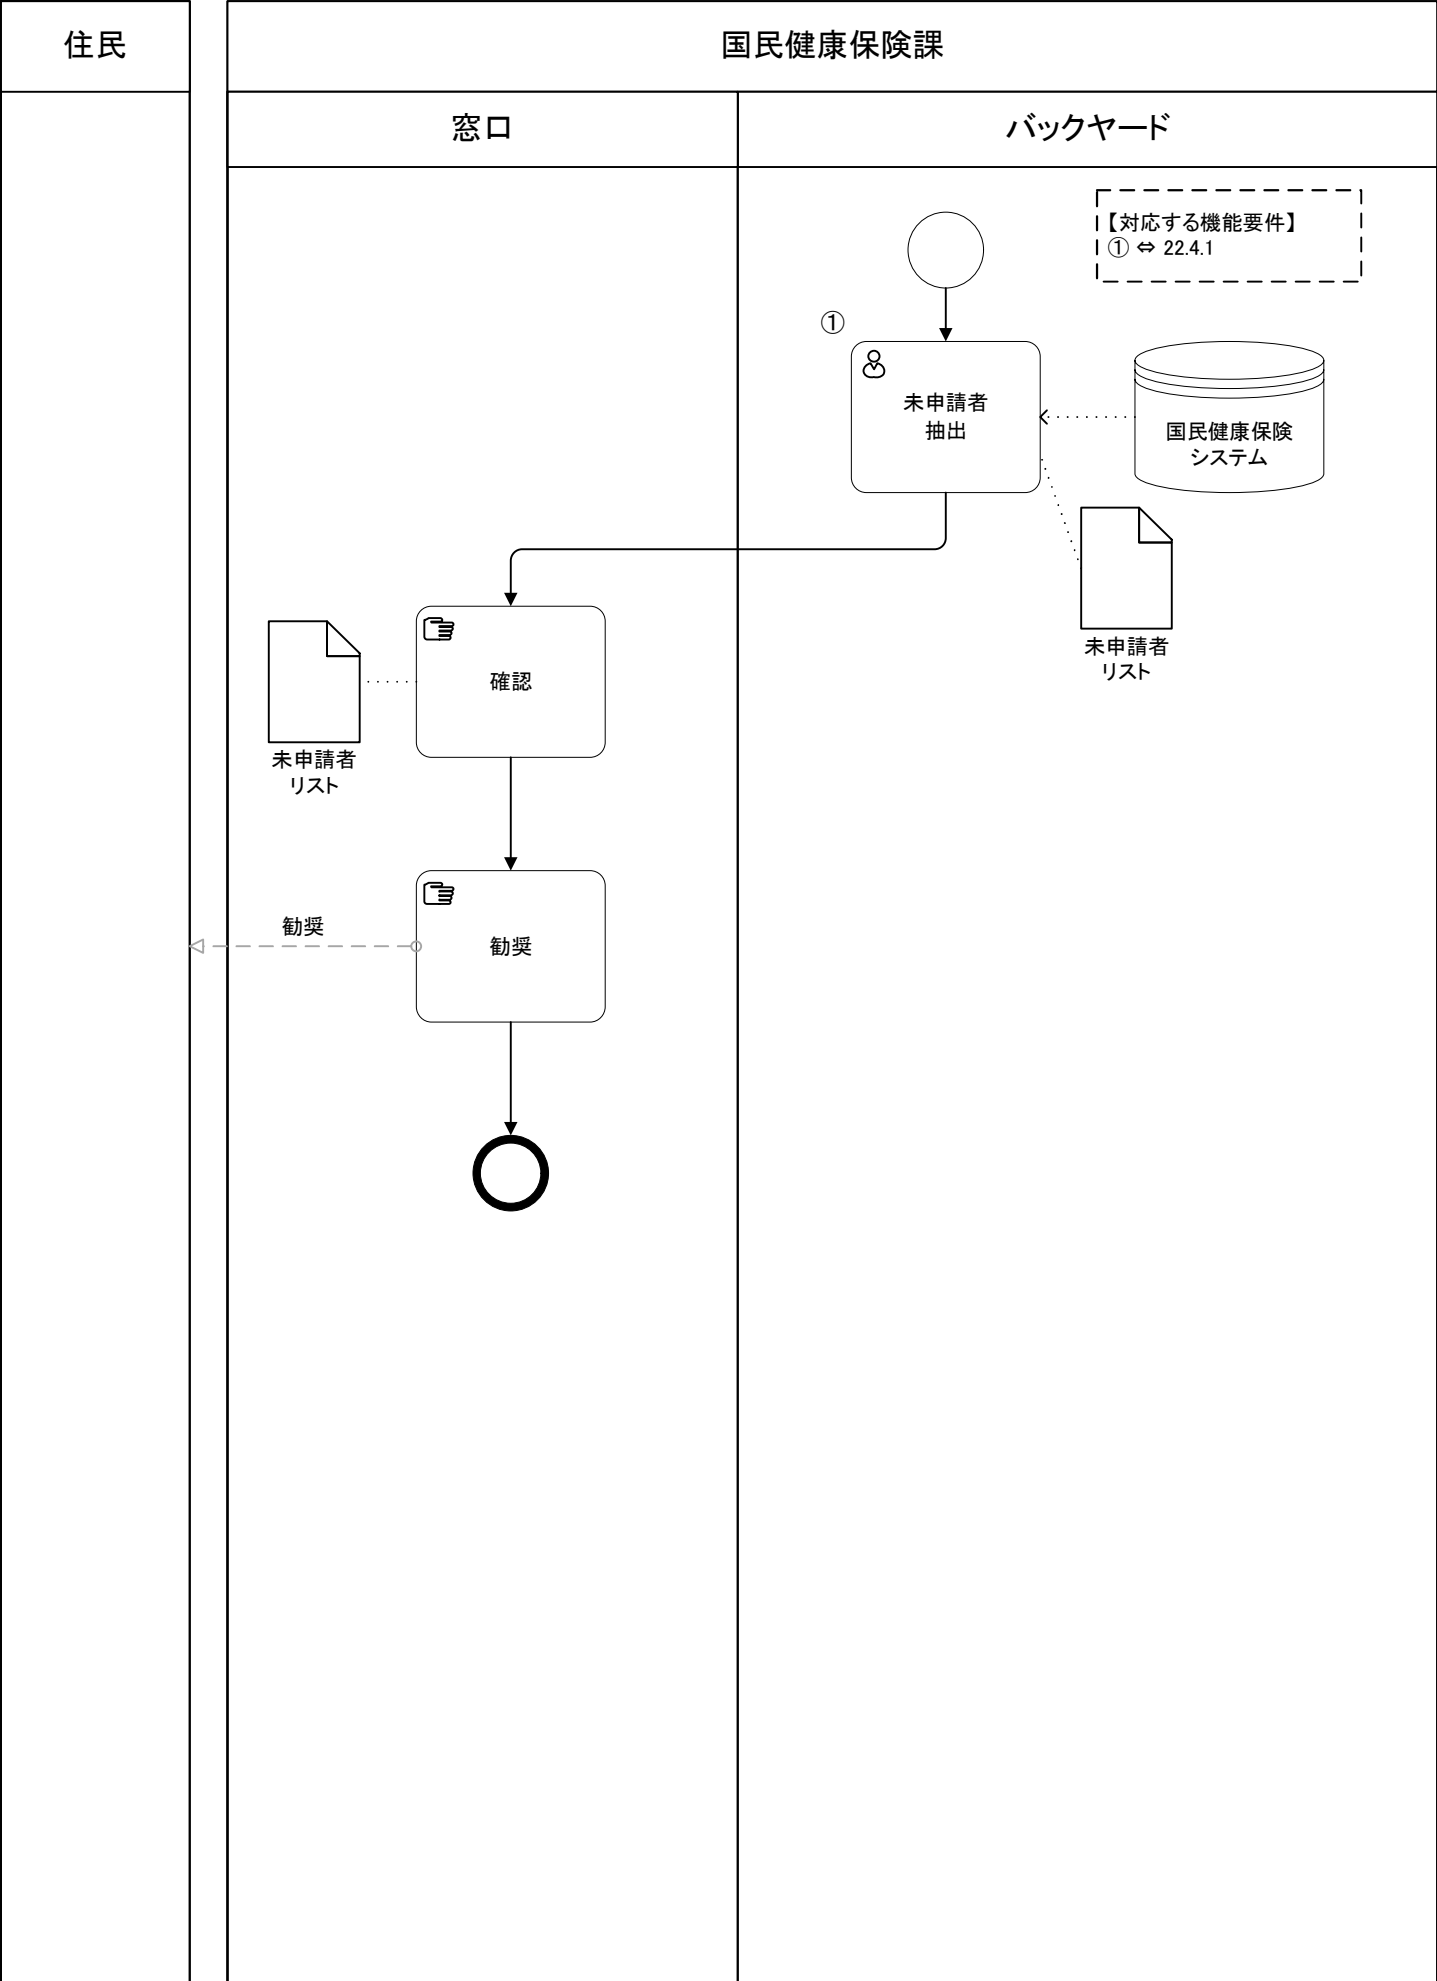 住民
国民健康保険課
窓口
バックヤード
【対応する機能要件】
① ⇔ 22.4.1
①
未申請者
抽出
国民健康保険
システム
未申請者
リスト
確認
未申請者
リスト
勧奨
勧奨